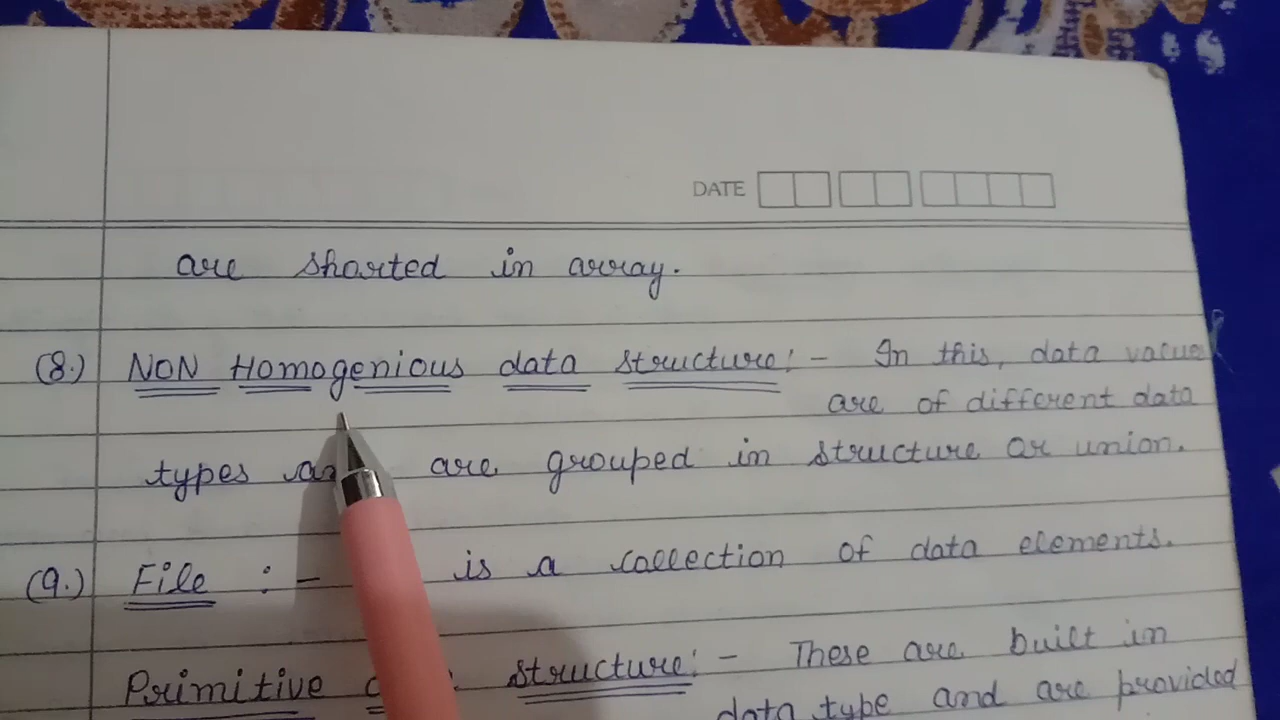 DATE
are sharted in array.
(8.) NON Homogenious data structure:- In this, data value
are of different data
types are grouped in structure or union.
(9.) File :- is a collection of data elements.
Primitive structure:- These are built in
data type and are provided